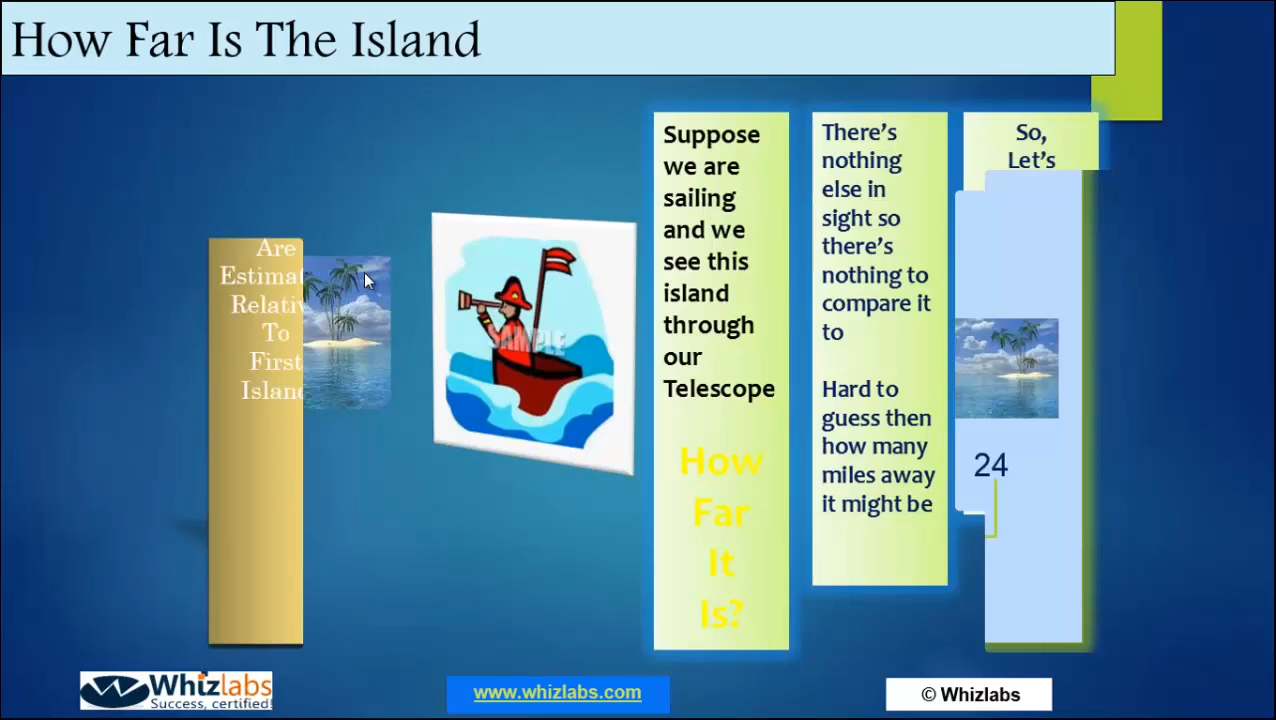 How Far Is The Island
Are
Relativ
To
First
Island
SAMPLE
Suppose
we are
sailing
and we
see this
island
through
our
Telescope
How
Far
It
Is?
There's
nothing
else in
sight so
there's
nothing to
compare it
to
Hard to
guess then
how many
miles away
it might be
So,
Let's
24
Whizlabs
Success, certified!
www.whizlabs.com
© Whizlabs